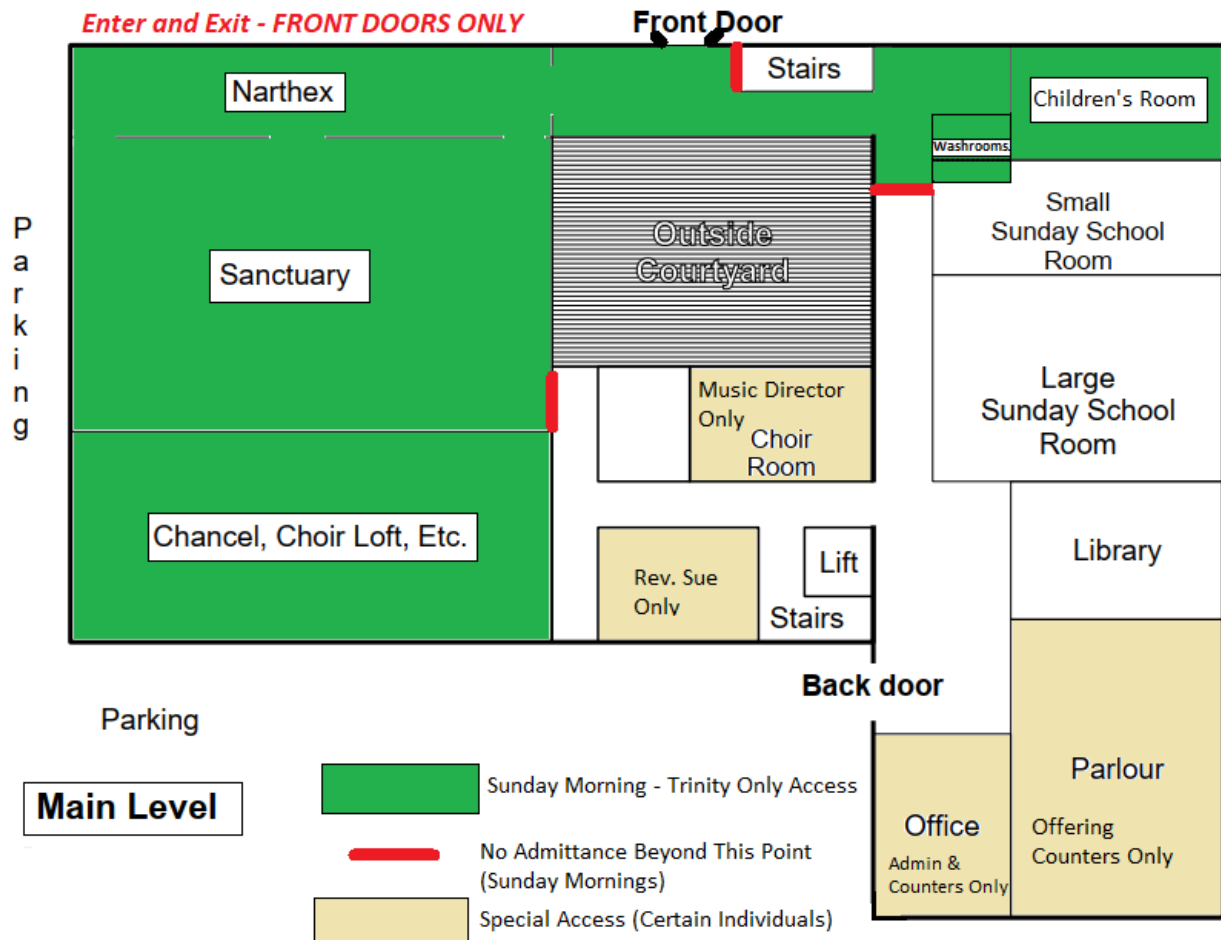 Enter and Exit - FRONT DOORS ONLY
Front Door
Narthex
Stairs
Children's Room
Washrooms.
Small
Sunday School
Room
Outside
Courtyard
Sanctuary
Parking
Large
Sunday School
Room
Music Director
Only
Choir
Room
Chancel, Choir Loft, Etc.
Rev. Sue
Only
Lift
Stairs
Library
Back door
Parking
Main Level
Sunday Morning - Trinity Only Access
No Admittance Beyond This Point
(Sunday Mornings)
Special Access (Certain Individuals)
Office
Admin &
Counters Only
Parlour
Offering
Counters Only